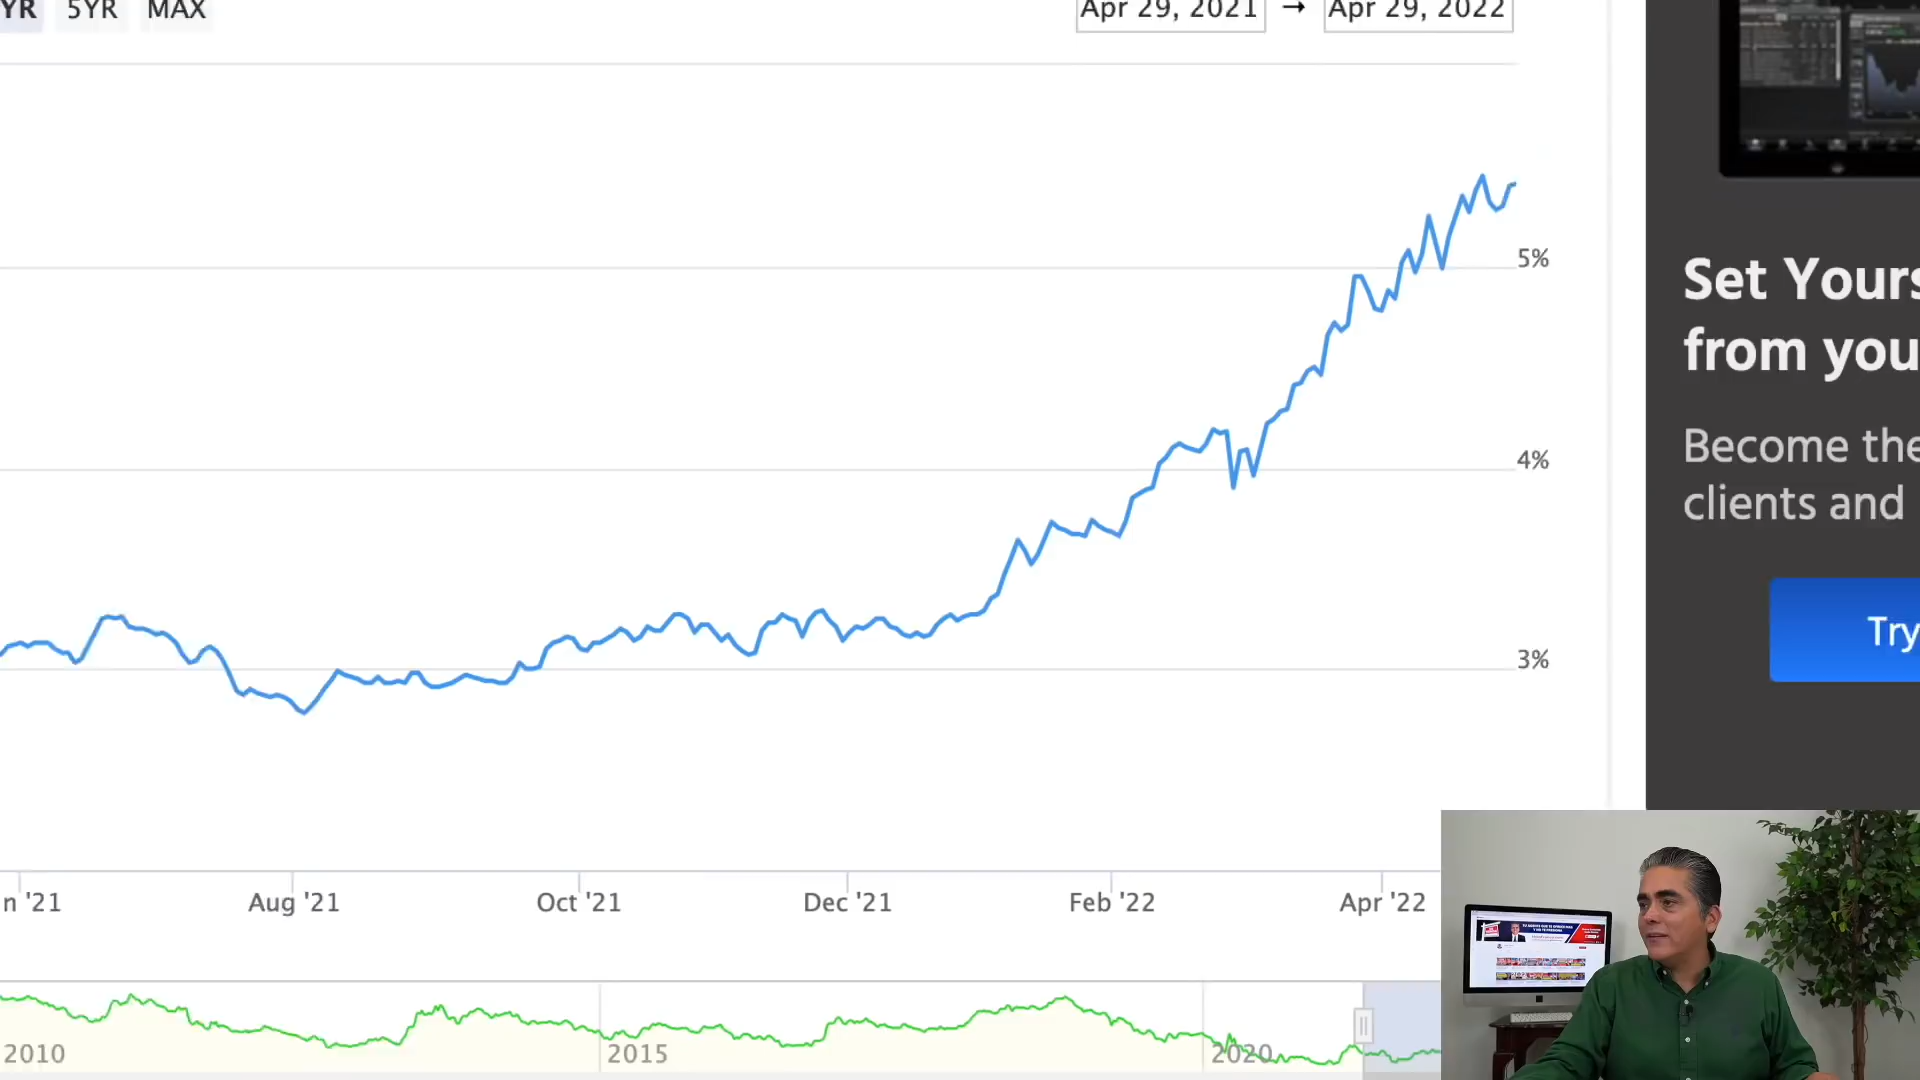 YR 5YR MAX
Apr 29, 2021 → Apr 29, 2022
5%
4%
3%
n '21 Aug '21 Oct '21 Dec '21 Feb '22 Apr '22
2010 2015 2020
Set Yours
from you
Become the
clients and
Try